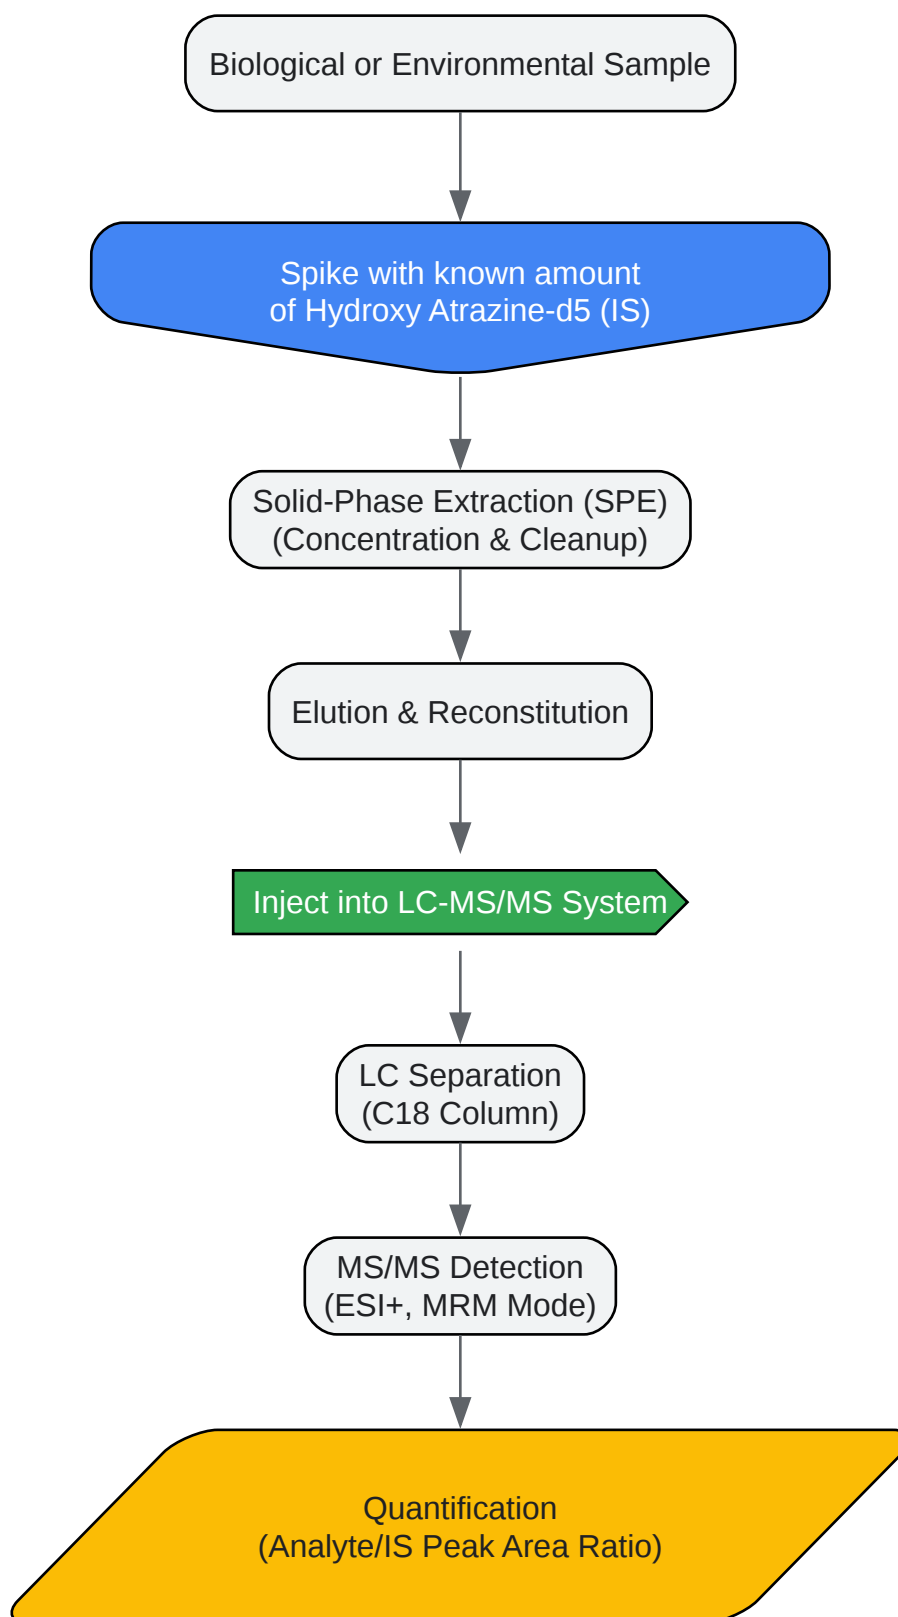 Biological or Environmental Sample
Spike with known amount
of Hydroxy Atrazine-d5 (IS)
Solid-Phase Extraction (SPE)
(Concentration & Cleanup)
Elution & Reconstitution
Inject into LC-MS/MS System
LC Separation
(C18 Column)
MS/MS Detection
(ESI+, MRM Mode)
Quantification
(Analyte/IS Peak Area Ratio)